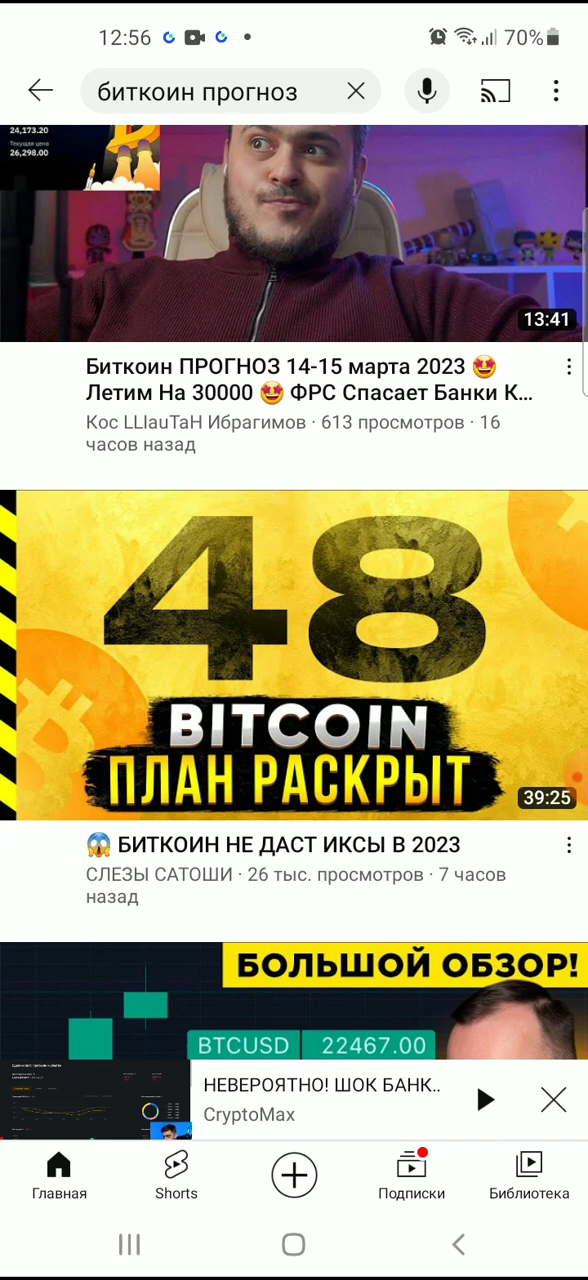 12:56
70%
биткоин прогноз
24,173.20
Текущая цена
26,298.00
13:41
Биткоин ПРОГНОЗ 14-15 марта 2023 🤩
Летим На 30000 🤩 ФРС Спасает Банки К...
Кос LLIauTaH Ибрагимов · 613 просмотров · 16
часов назад
48
BITCOIN
ПЛАН РАСКРЫТ
39:25
😱 БИТКОИН НЕ ДАСТ ИКСЫ В 2023
СЛЕЗЫ САТОШИ · 26 тыс. просмотров · 7 часов
назад
БОЛЬШОЙ ОБЗОР!
BTCUSD 22467.00
НЕВЕРОЯТНО! ШОК БАНК..
CryptoMax
Главная
Shorts
Подписки
Библиотека